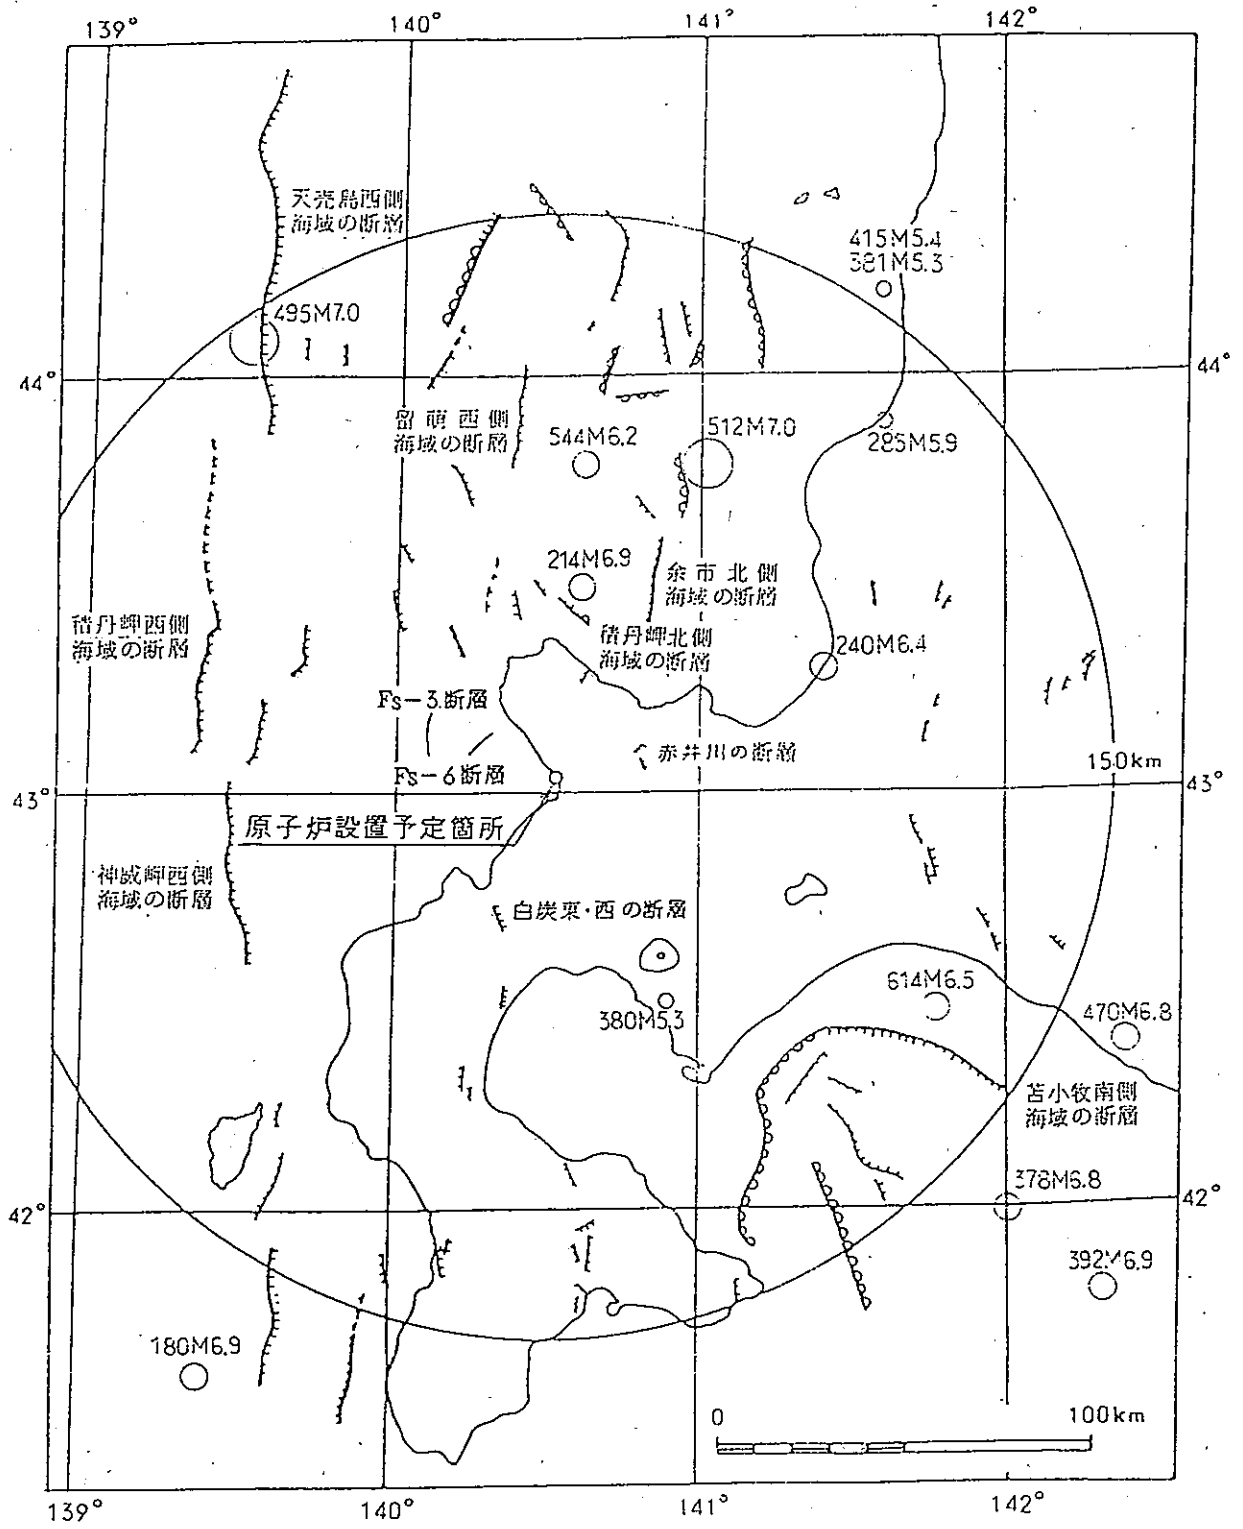 139°
140°
141°
142°
天売島西側
海域の断層
415M5.4
381M5.3
495M7.0
44°
44°
留萌西側
海域の断層
544M6.2
512M7.0
285M5.9
214M6.9
余市北側
海域の断層
積丹岬西側
海域の断層
積丹岬北側
海域の断層
240M6.4
Fs-3断層
赤井川の断層
Fs-6断層
150km
43°
43°
原子炉設置予定箇所
神威岬西側
海域の断層
白炭東・西の断層
614M6.5
470M6.8
380M5.3
苫小牧南側
海域の断層
378M6.8
42°
42°
392M6.9
180M6.9
0
100km
139°
140°
141°
142°